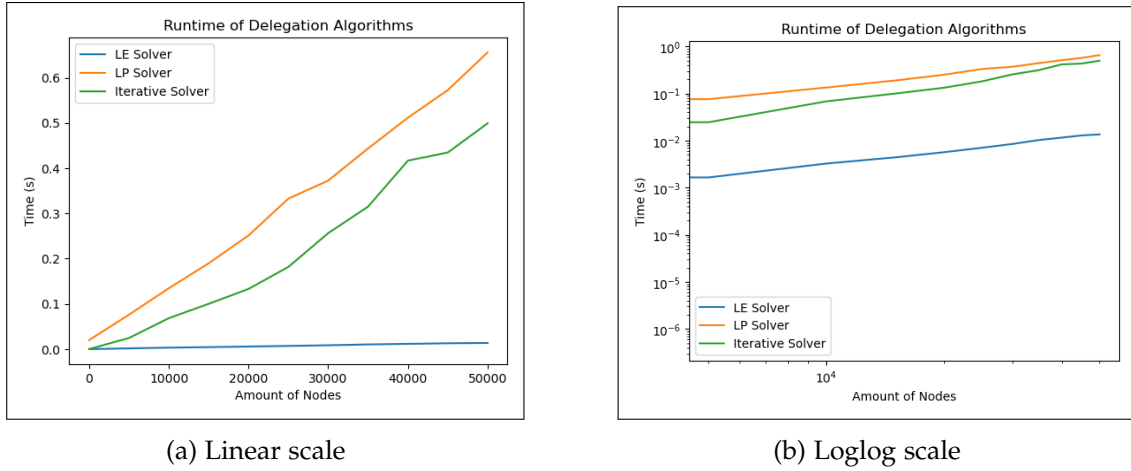 Runtime of Delegation Algorithms
LE Solver
LP Solver
Iterative Solver
0.6
0.5
0.4
0.3
0.2
0.1
0.0
Time (s)
0
10000
20000
30000
40000
50000
Amount of Nodes
(a) Linear scale
Runtime of Delegation Algorithms
10⁰
10⁻¹
10⁻²
10⁻³
10⁻⁴
10⁻⁵
10⁻⁶
Time (s)
LE Solver
LP Solver
Iterative Solver
10⁴
Amount of Nodes
(b) Loglog scale